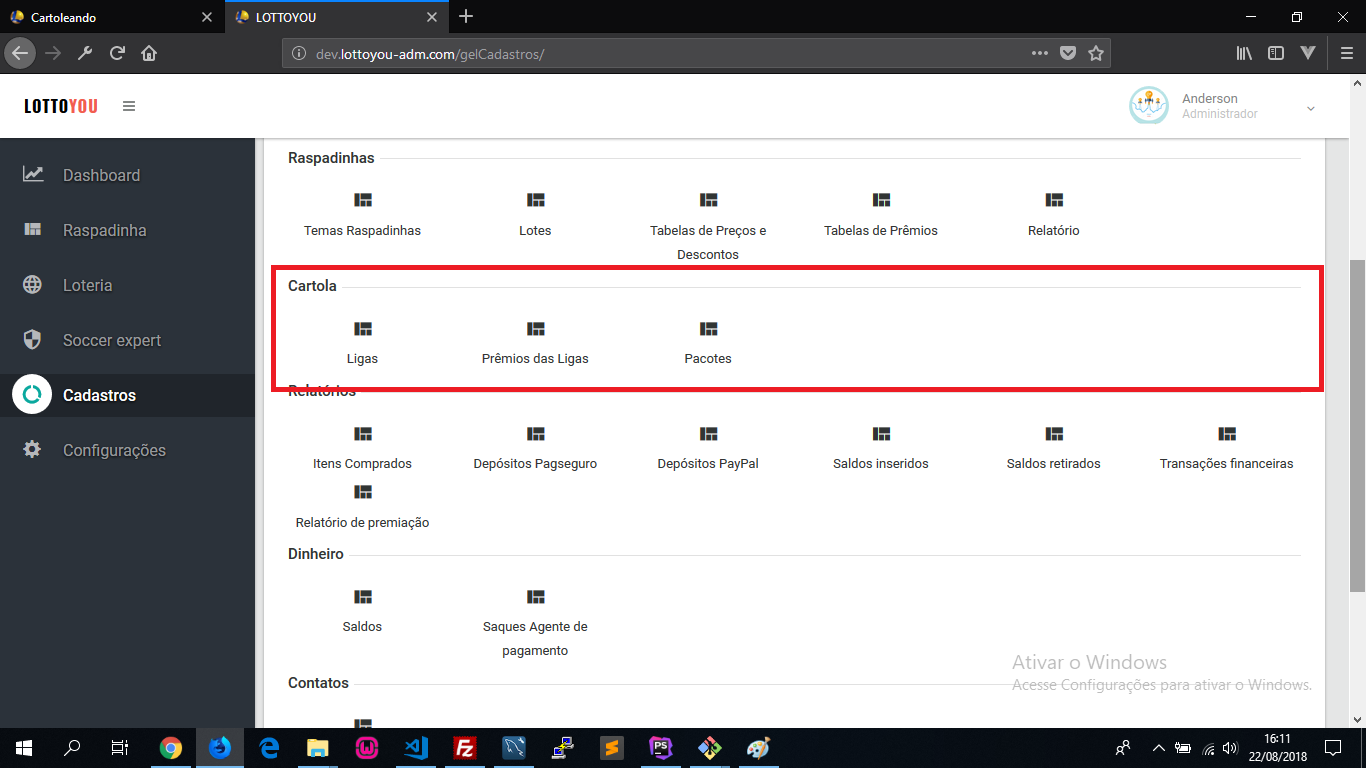 Cartoleando
LOTTOYOU
dev.lottoyou-adm.com/gelCadastros/
LOTTOYOU
Anderson
Administrador
Dashboard
Raspadinha
Loteria
Soccer expert
Cadastros
Configurações
Raspadinhas
Temas Raspadinhas
Lotes
Tabelas de Preços e
Descontos
Tabelas de Prêmios
Relatório
Cartola
Ligas
Prêmios das Ligas
Pacotes
Relatórios
Itens Comprados
Depósitos Pagseguro
Depósitos PayPal
Saldos inseridos
Saldos retirados
Transações financeiras
Relatório de premiação
Dinheiro
Saldos
Saques Agente de
pagamento
Contatos
Ativar o Windows
Acesse Configurações para ativar o Windows.
16:11
22/08/2018